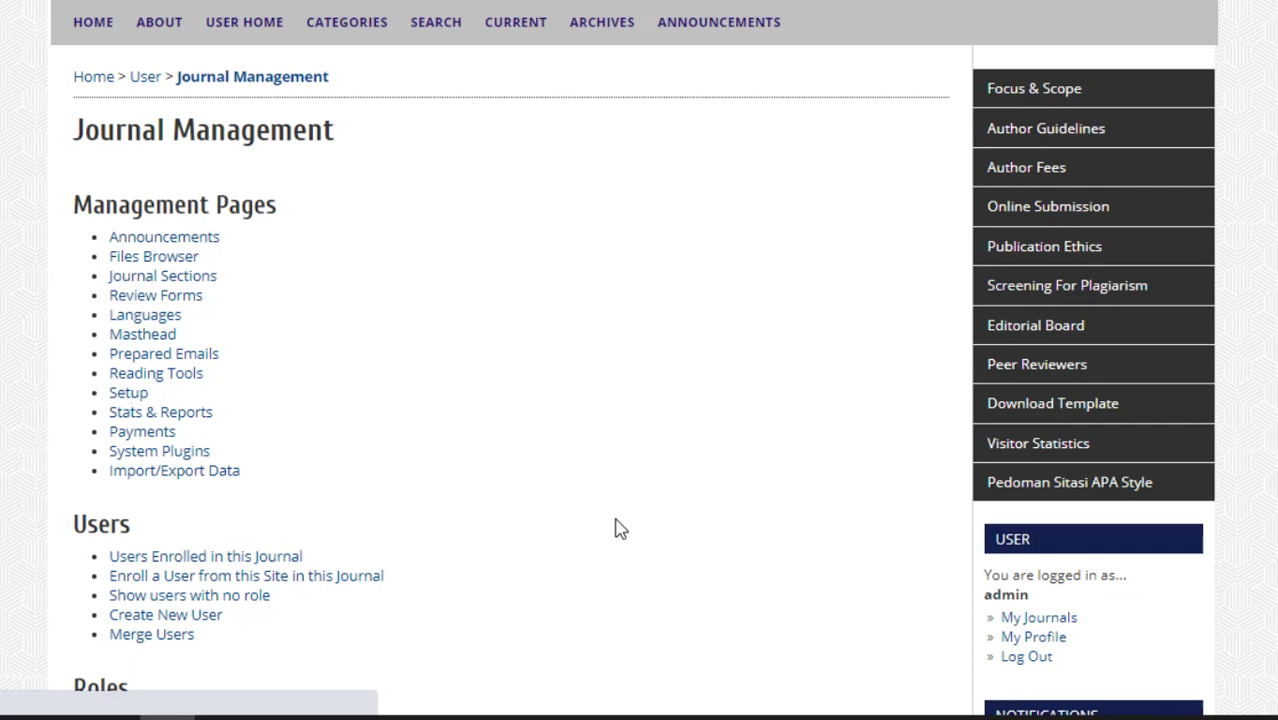 HOME ABOUT USER HOME CATEGORIES SEARCH CURRENT ARCHIVES ANNOUNCEMENTS
Home > User > Journal Management
Journal Management
Management Pages
Announcements
Files Browser
Journal Sections
Review Forms
Languages
Masthead
Prepared Emails
Reading Tools
Setup
Stats & Reports
Payments
System Plugins
Import/Export Data
Users
Users Enrolled in this Journal
Enroll a User from this Site in this Journal
Show users with no role
Create New User
Merge Users
Roles
Focus & Scope
Author Guidelines
Author Fees
Online Submission
Publication Ethics
Screening For Plagiarism
Editorial Board
Peer Reviewers
Download Template
Visitor Statistics
Pedoman Sitasi APA Style
USER
You are logged in as...
admin
» My Journals
» My Profile
» Log Out
NOTIFICATIONS